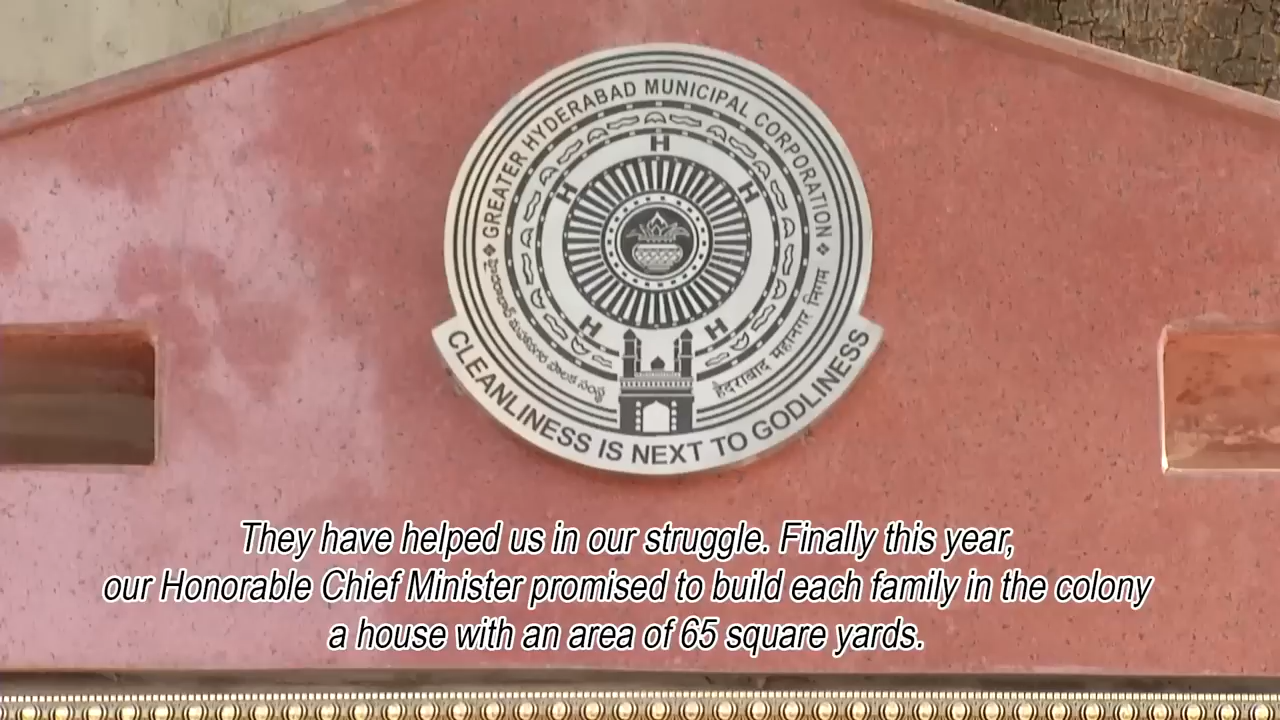 GREATER HYDERABAD MUNICIPAL CORPORATION
H
H H
H H
हैदराबाद महानगर निगम
CLEANLINESS IS NEXT TO GODLINESS
They have helped us in our struggle. Finally this year,
our Honorable Chief Minister promised to build each family in the colony
a house with an area of 65 square yards.